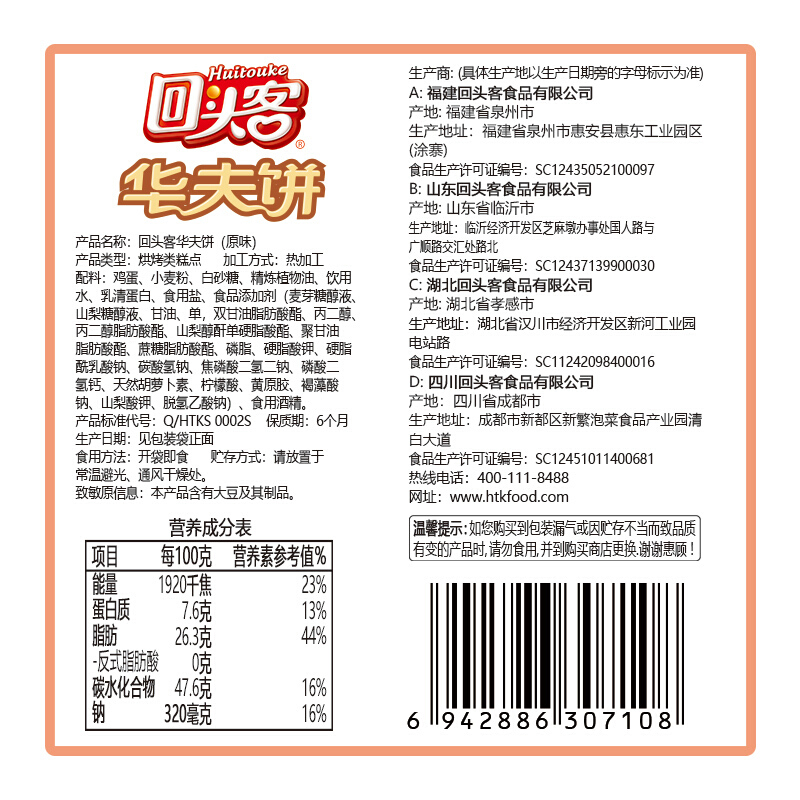 Huitouke
回头客®
华夫饼
产品名称：回头客华夫饼（原味）
产品类型：烘烤类糕点 加工方式：热加工
配料：鸡蛋、小麦粉、白砂糖、精炼植物油、饮用
水、乳清蛋白、食用盐、食品添加剂（麦芽糖醇液、
山梨糖醇液、甘油、单，双甘油脂肪酸酯、丙二醇、
丙二醇脂肪酸酯、山梨醇酐单硬脂酸酯、聚甘油
脂肪酸酯、蔗糖脂肪酸酯、磷脂、硬脂酸钾、硬脂
酰乳酸钠、碳酸氢钠、焦磷酸二氢二钠、磷酸二
氢钙、天然胡萝卜素、柠檬酸、黄原胶、褐藻酸
钠、山梨酸钾、脱氢乙酸钠）、食用酒精。
产品标准代号：Q/HTKS 0002S 保质期：6个月
生产日期：见包装袋正面
食用方法：开袋即食 贮存方式：请放置于
常温避光、通风干燥处。
致敏原信息：本产品含有大豆及其制品。
营养成分表
项目 每100克 营养素参考值%
能量 1920千焦 23%
蛋白质 7.6克 13%
脂肪 26.3克 44%
-反式脂肪酸 0克
碳水化合物 47.6克 16%
钠 320毫克 16%
生产商: (具体生产地以生产日期旁的字母标示为准)
A: 福建回头客食品有限公司
产地: 福建省泉州市
生产地址：福建省泉州市惠安县惠东工业园区
(涂寨)
食品生产许可证编号：SC12435052100097
B: 山东回头客食品有限公司
产地: 山东省临沂市
生产地址：临沂经济开发区芝麻墩办事处国人路与
广顺路交汇处路北
食品生产许可证编号：SC12437139900030
C: 湖北回头客食品有限公司
产地: 湖北省孝感市
生产地址：湖北省汉川市经济开发区新河工业园
电站路
食品生产许可证编号：SC11242098400016
D: 四川回头客食品有限公司
产地：四川省成都市
生产地址：成都市新都区新繁泡菜食品产业园清
白大道
食品生产许可证编号：SC12451011400681
热线电话：400-111-8488
网址：www.htkfood.com
温馨提示：如您购买到包装漏气或因贮存不当而致品质
有变的产品时，请勿食用，并到购买商店更换，谢谢惠顾！
6 942886 307108